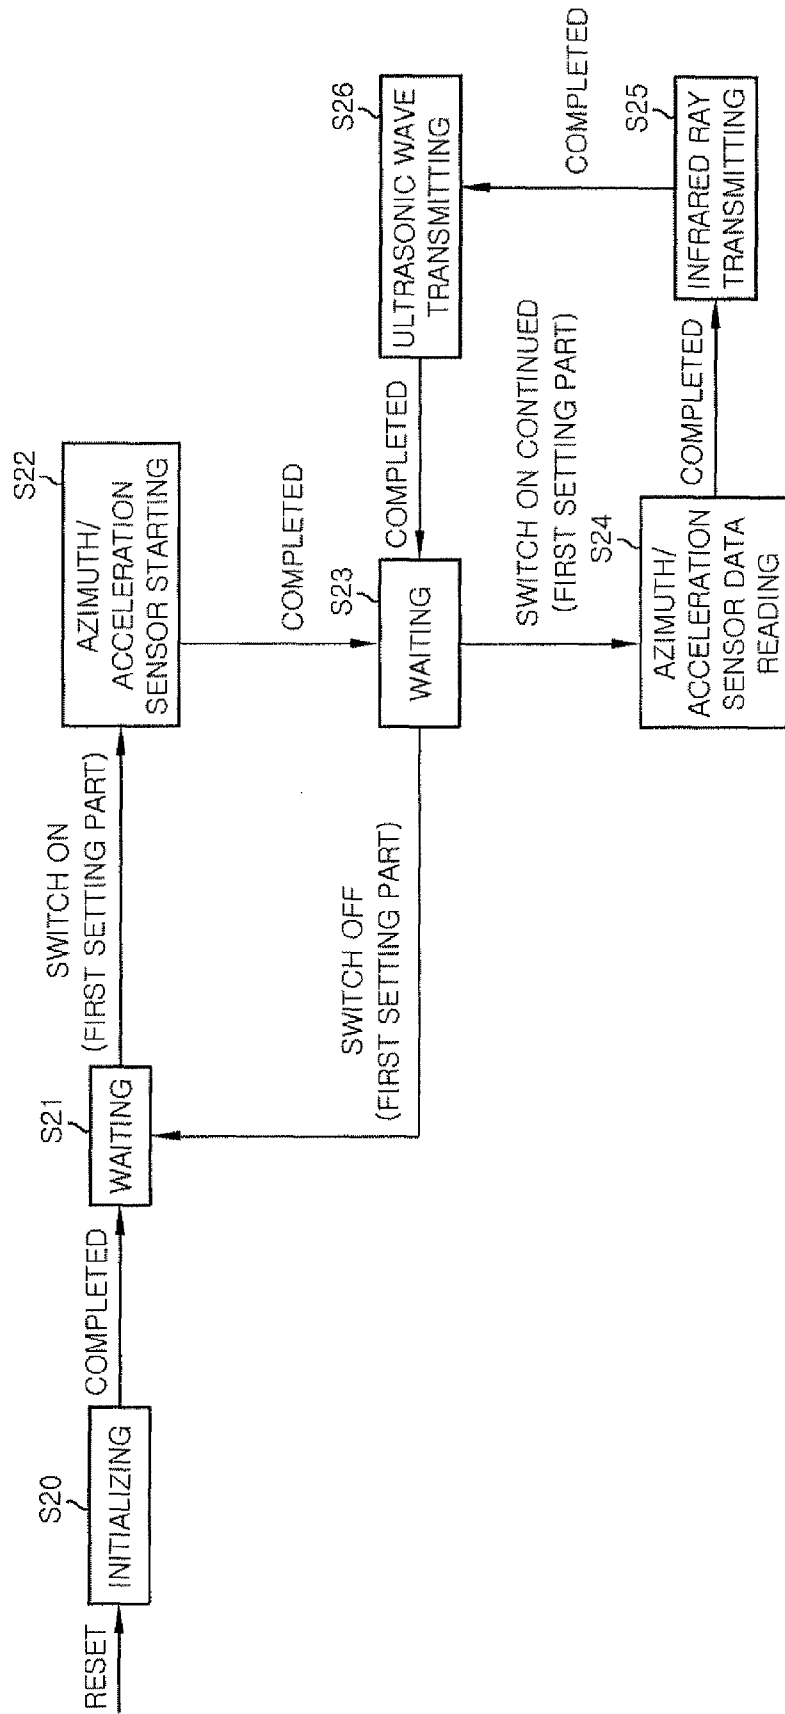 RESET
S20
INITIALIZING
COMPLETED
S21
WAITING
SWITCH ON
(FIRST SETTING PART)
S22
AZIMUTH/
ACCELERATION
SENSOR STARTING
COMPLETED
SWITCH OFF
(FIRST SETTING PART)
S23
WAITING
COMPLETED
S26
ULTRASONIC WAVE
TRANSMITTING
SWITCH ON CONTINUED
(FIRST SETTING PART)
S24
AZIMUTH/
ACCELERATION
SENSOR DATA
READING
COMPLETED
S25
INFRARED RAY
TRANSMITTING
COMPLETED